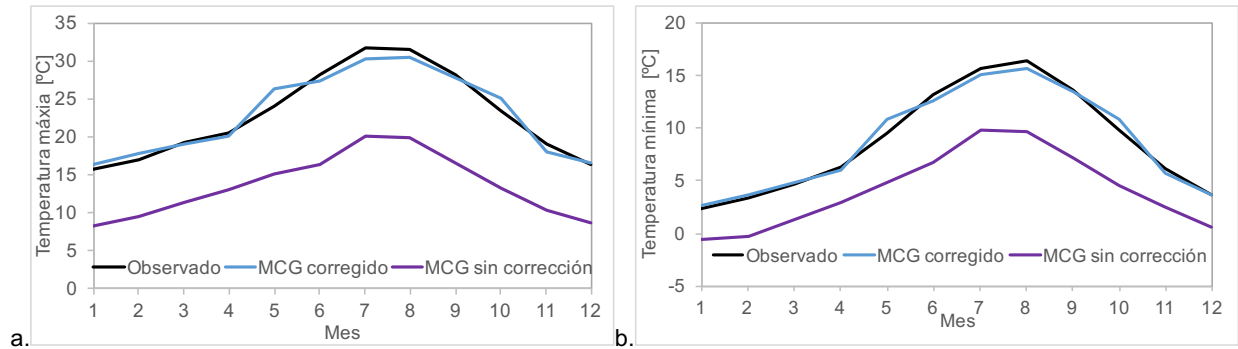 Temperatura máxia [ºC]
35
30
25
20
15
10
5
0
Observado MCG corregido MCG sin corrección
1 2 3 4 5 6 7 8 9 10 11 12
Mes
a.
Temperatura mínima [ºC]
20
15
10
5
0
-5
Observado MCG corregido MCG sin corrección
1 2 3 4 5 6 7 8 9 10 11 12
Mes
b.